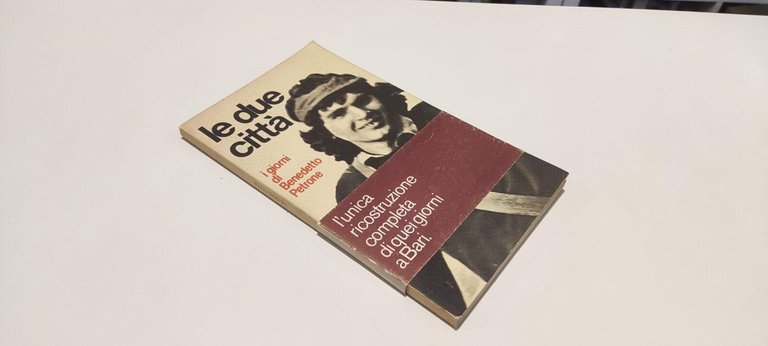 le due
città
i giorni
di
Benedetto
Petrone
l'unica
ricostruzione
completa
di quei giorni
a Bari.